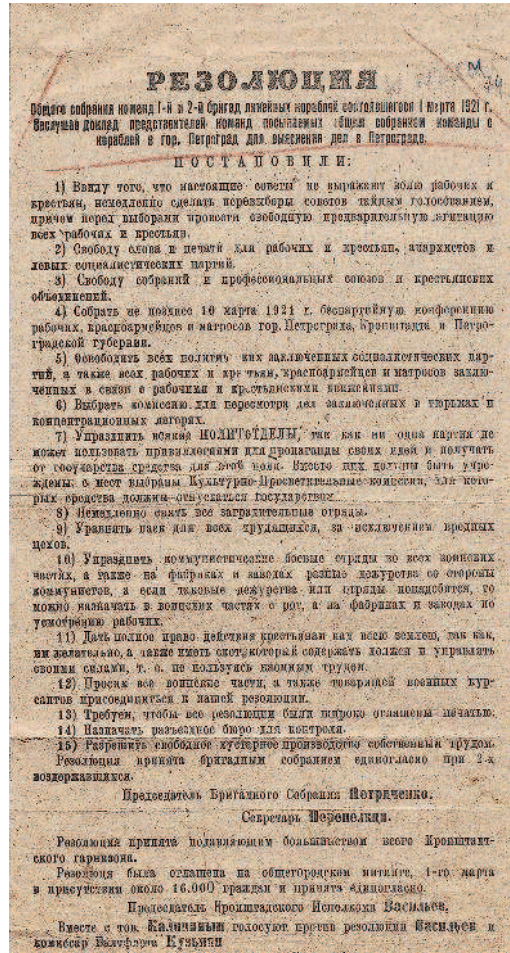 РЕЗОЛЮЦИЯ
Общего собрания команд 1-й и 2-й бригад линейных кораблей состоявшегося 1 марта 1921 г.
Заслушав доклад представителей команд посылаемых общим собранием команды с
кораблей в гор. Петроград для выяснения дел в Петрограде.
ПОСТАНОВИЛИ:
1) Ввиду того, что настоящие советы не выражают волю рабочих и
крестьян, немедленно сделать перевыборы советов тайным голосованием,
причем перед выборами провести свободную предварительную агитацию
всех рабочих и крестьян.
2) Свободу слова и печати для рабочих и крестьян, анархистов и
левых социалистических партий.
3) Свободу собраний и профессиональных союзов и крестьянских
объединений.
4) Собрать не позднее 10 марта 1921 г. беспартийную конференцию
рабочих, красноармейцев и матросов гор. Петрограда, Кронштадта и Петро-
градской губернии.
5) Освободить всех политических заключенных социалистических пар-
тий, а также всех рабочих и крестьян, красноармейцев и матросов заклю-
ченных в связи с рабочими и крестьянскими движениями.
6) Выбрать комиссию для пересмотра дел заключенных в тюрьмах и
концентрационных лагерях.
7) Упразднить всякие ПОЛИТОТДЕЛЫ, так как ни одна партия не
может пользовать привилегиями для пропаганды своих идей и получать
от государства средства для этой цели. Вместо них должны быть учре-
ждены с мест выбраны Культурно-Просветительные комиссии, для кото-
рых средства должны отпускаться государством.
8) Немедленно снять все заградительные отряды.
9) Уравнять паек для всех трудящихся, за исключением вредных
цехов.
10) Упразднить коммунистические боевые отряды во всех воинских
частях, а также на фабриках и заводах разные дежурства со стороны
коммунистов, а если таковые дежурства или отряды понадобятся, то
можно назначать в воинских частях с рот, а на фабриках и заводах по
усмотрению рабочих.
11) Дать полное право действия крестьянам над всею землею, так как,
им желательно, а также иметь скот, который содержать должен и управлять
своими силами, т. е. не пользуясь наемным трудом.
12) Просим все воинские части, а также товарищей военных кур-
сантов присоединиться к нашей резолюции.
13) Требуем, чтобы все резолюции были широко оглашены печатью.
14) Назначать разъездное бюро для контроля.
15) Разрешить свободное кустарное производство собственным трудом.
Резолюция принята бригадным собранием единогласно при 2-х
воздержавшихся.
Председатель Бригадного Собрания Петриченко.
Секретарь Перепелкин.
Резолюция принята подавляющим большинством всего Кронштадт-
ского гарнизона.
Резолюция была оглашена на общегородском митинге, 1-го марта
в присутствии около 16.000 граждан и принята единогласно.
Председатель Кронштадского Исполкома Васильев.
Вместе с тов. Калининым голосуют против резолюции Васильев и
комиссар Балтфлота Кузьмин